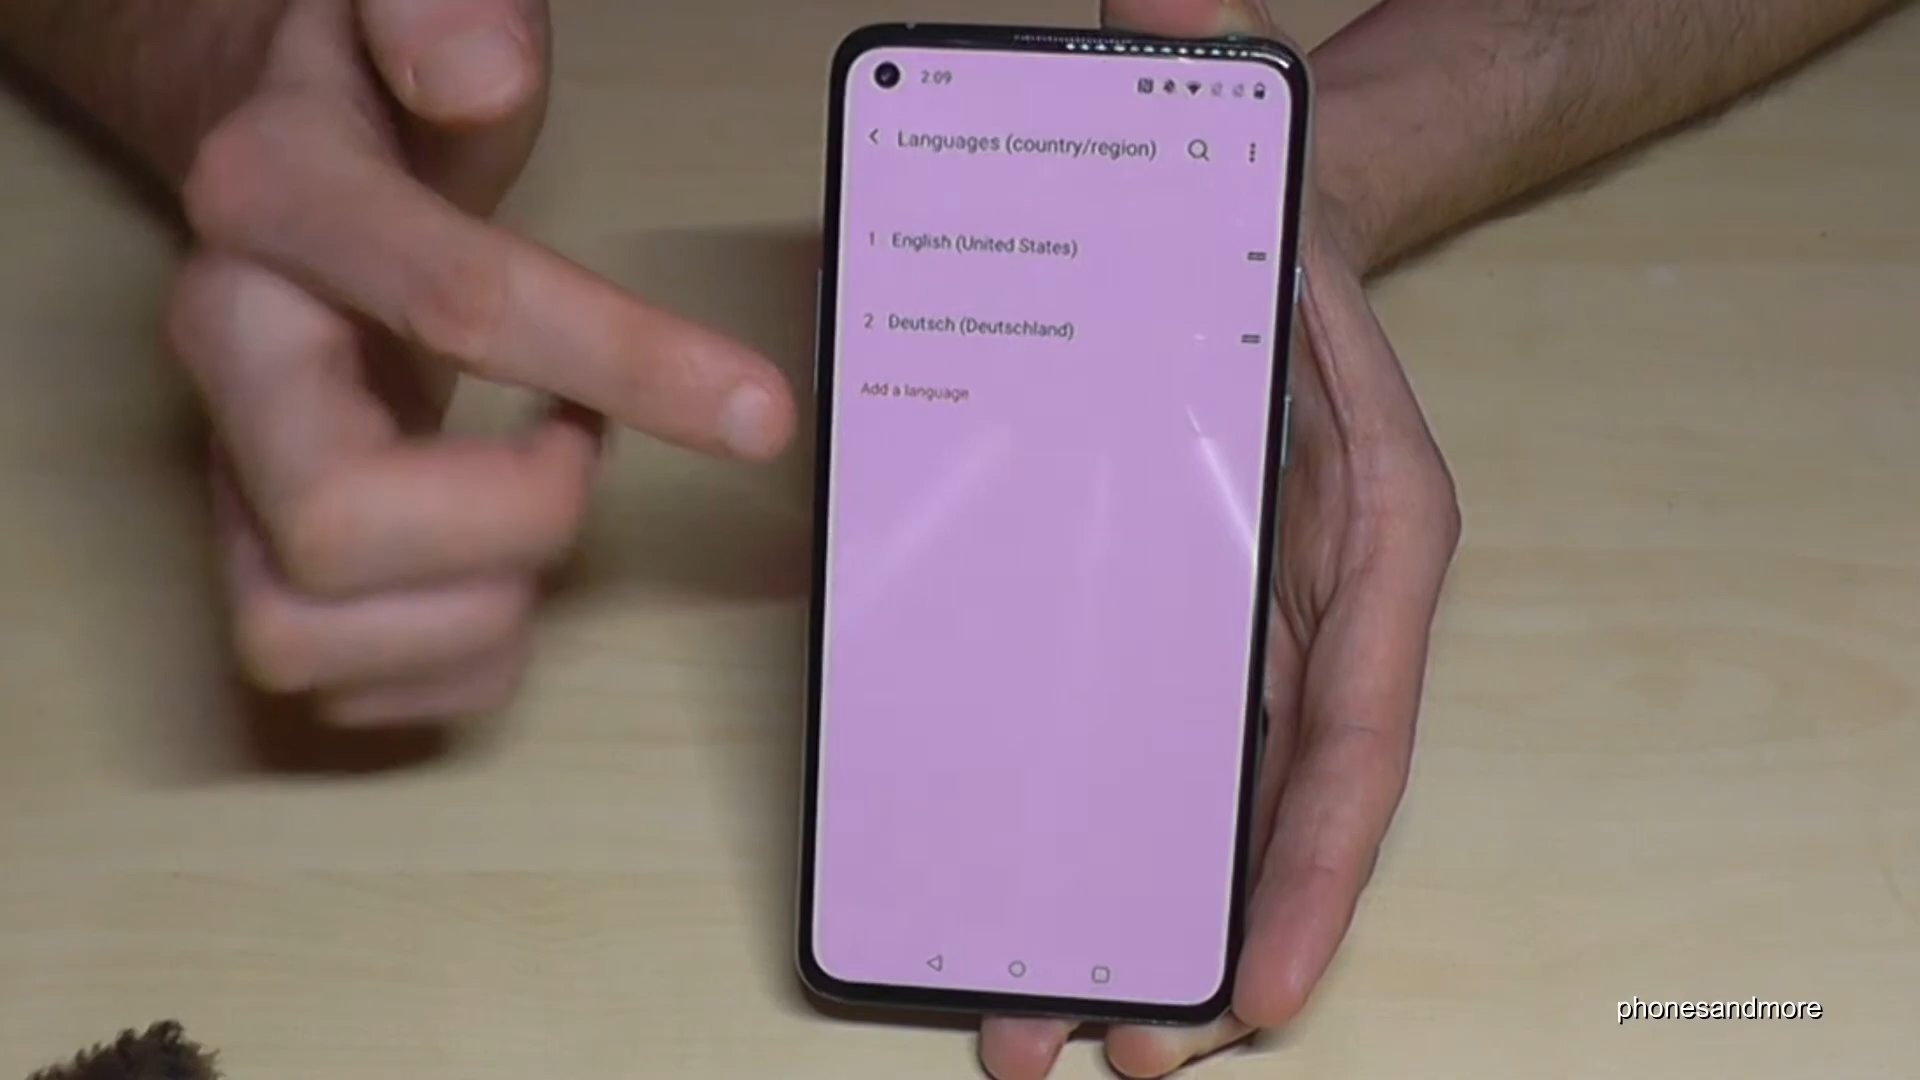 2:09
Languages (country/region)
1 English (United States)
2 Deutsch (Deutschland)
Add a language
phonesandmore